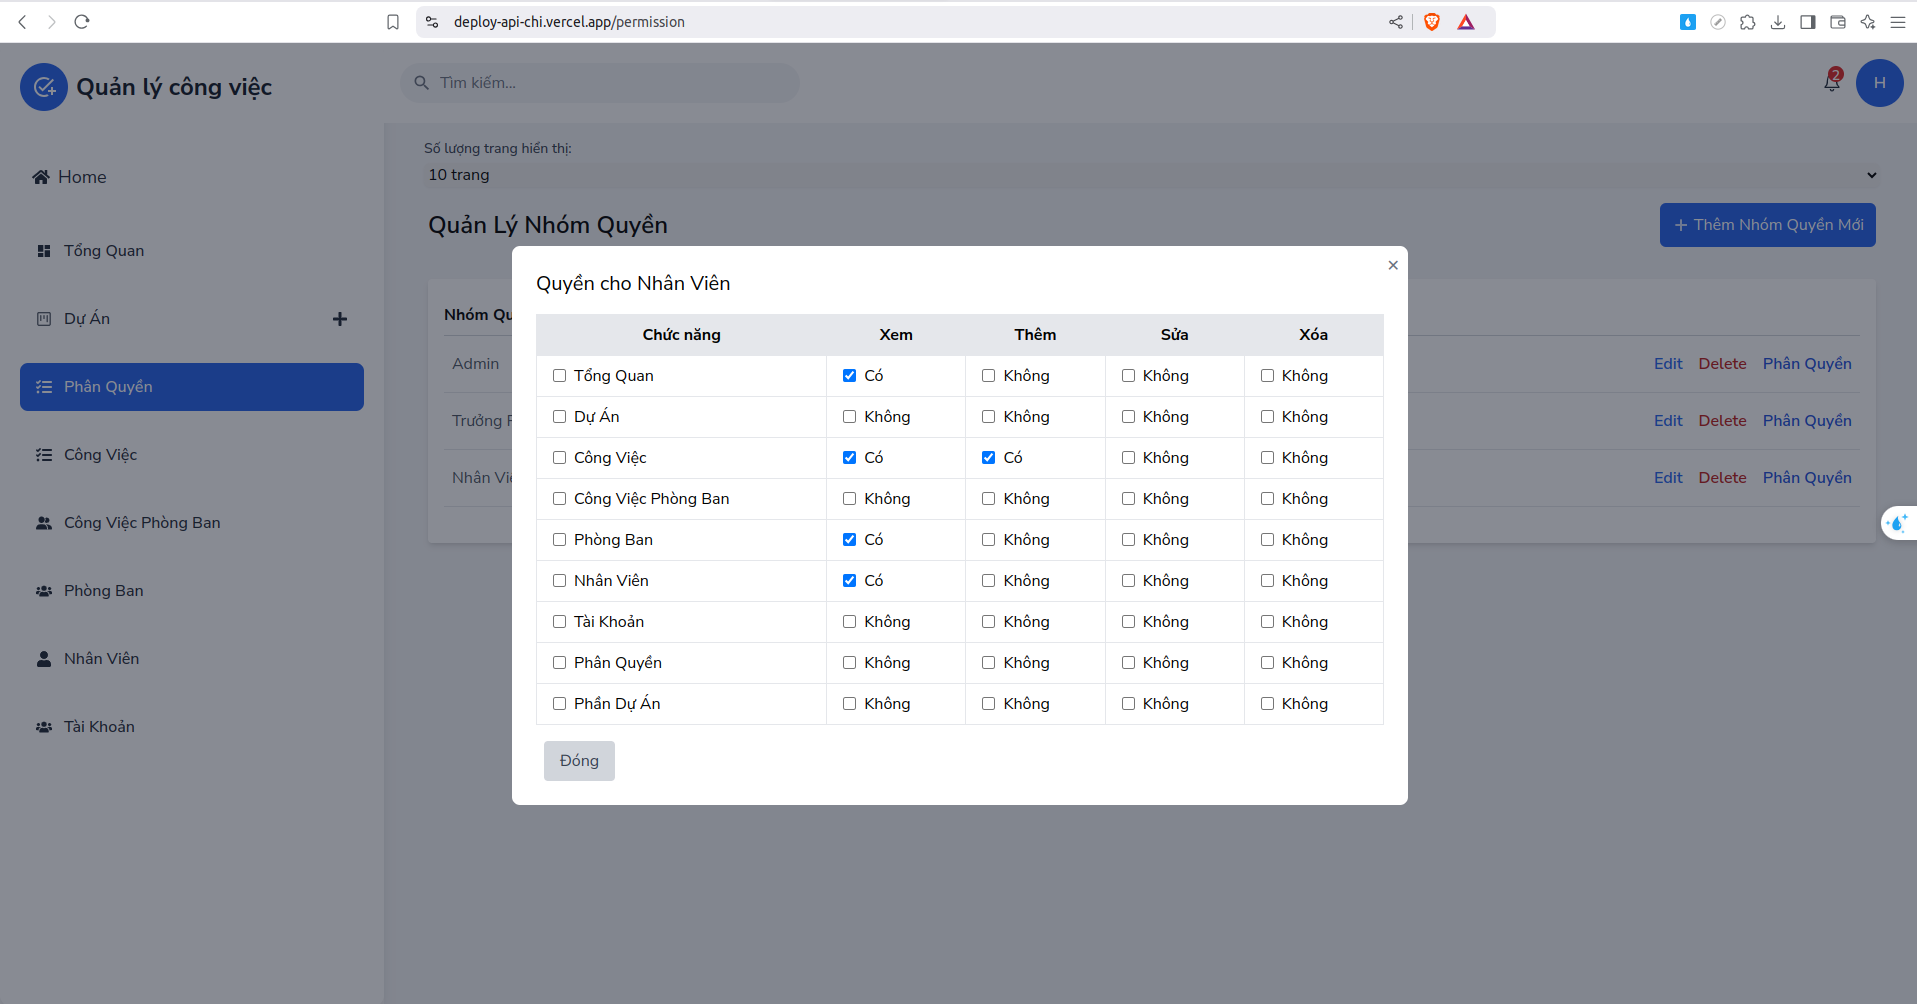 deploy-api-chi.vercel.app/permission
Quản lý công việc
Tìm kiếm...
2
H
Home
Tổng Quan
Dự Án
Phân Quyền
Công Việc
Công Việc Phòng Ban
Phòng Ban
Nhân Viên
Tài Khoản
Số lượng trang hiển thị:
10 trang
Quản Lý Nhóm Quyền
+ Thêm Nhóm Quyền Mới
Nhóm Qu
Admin Edit Delete Phân Quyền
Trưởng Edit Delete Phân Quyền
Nhân Edit Delete Phân Quyền
×
Quyền cho Nhân Viên
Chức năng Xem Thêm Sửa Xóa
Tổng Quan Có Không Không Không
Dự Án Không Không Không Không
Công Việc Có Có Không Không
Công Việc Phòng Ban Không Không Không Không
Phòng Ban Có Không Không Không
Nhân Viên Có Không Không Không
Tài Khoản Không Không Không Không
Phân Quyền Không Không Không Không
Phần Dự Án Không Không Không Không
Đóng